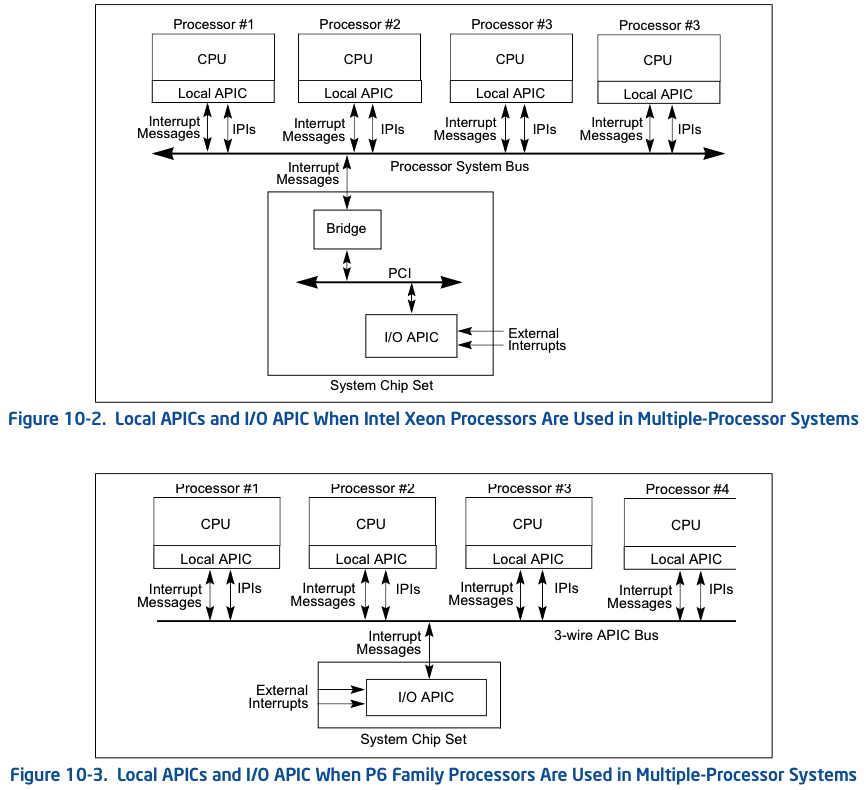 Processor #1
Processor #2
Processor #3
Processor #3
CPU
CPU
CPU
CPU
Local APIC
Local APIC
Local APIC
Local APIC
Interrupt
Messages
IPIs
Interrupt
Messages
IPIs
Interrupt
Messages
IPIs
Interrupt
Messages
IPIs
Processor System Bus
Interrupt
Messages
Bridge
PCI
I/O APIC
External
Interrupts
System Chip Set
Figure 10-2. Local APICs and I/O APIC When Intel Xeon Processors Are Used in Multiple-Processor Systems
Processor #1
Processor #2
Processor #3
Processor #4
CPU
CPU
CPU
CPU
Local APIC
Local APIC
Local APIC
Local APIC
Interrupt
Messages
IPIs
Interrupt
Messages
IPIs
Interrupt
Messages
IPIs
Interrupt
Messages
IPIs
3-wire APIC Bus
Interrupt
Messages
External
Interrupts
I/O APIC
System Chip Set
Figure 10-3. Local APICs and I/O APIC When P6 Family Processors Are Used in Multiple-Processor Systems